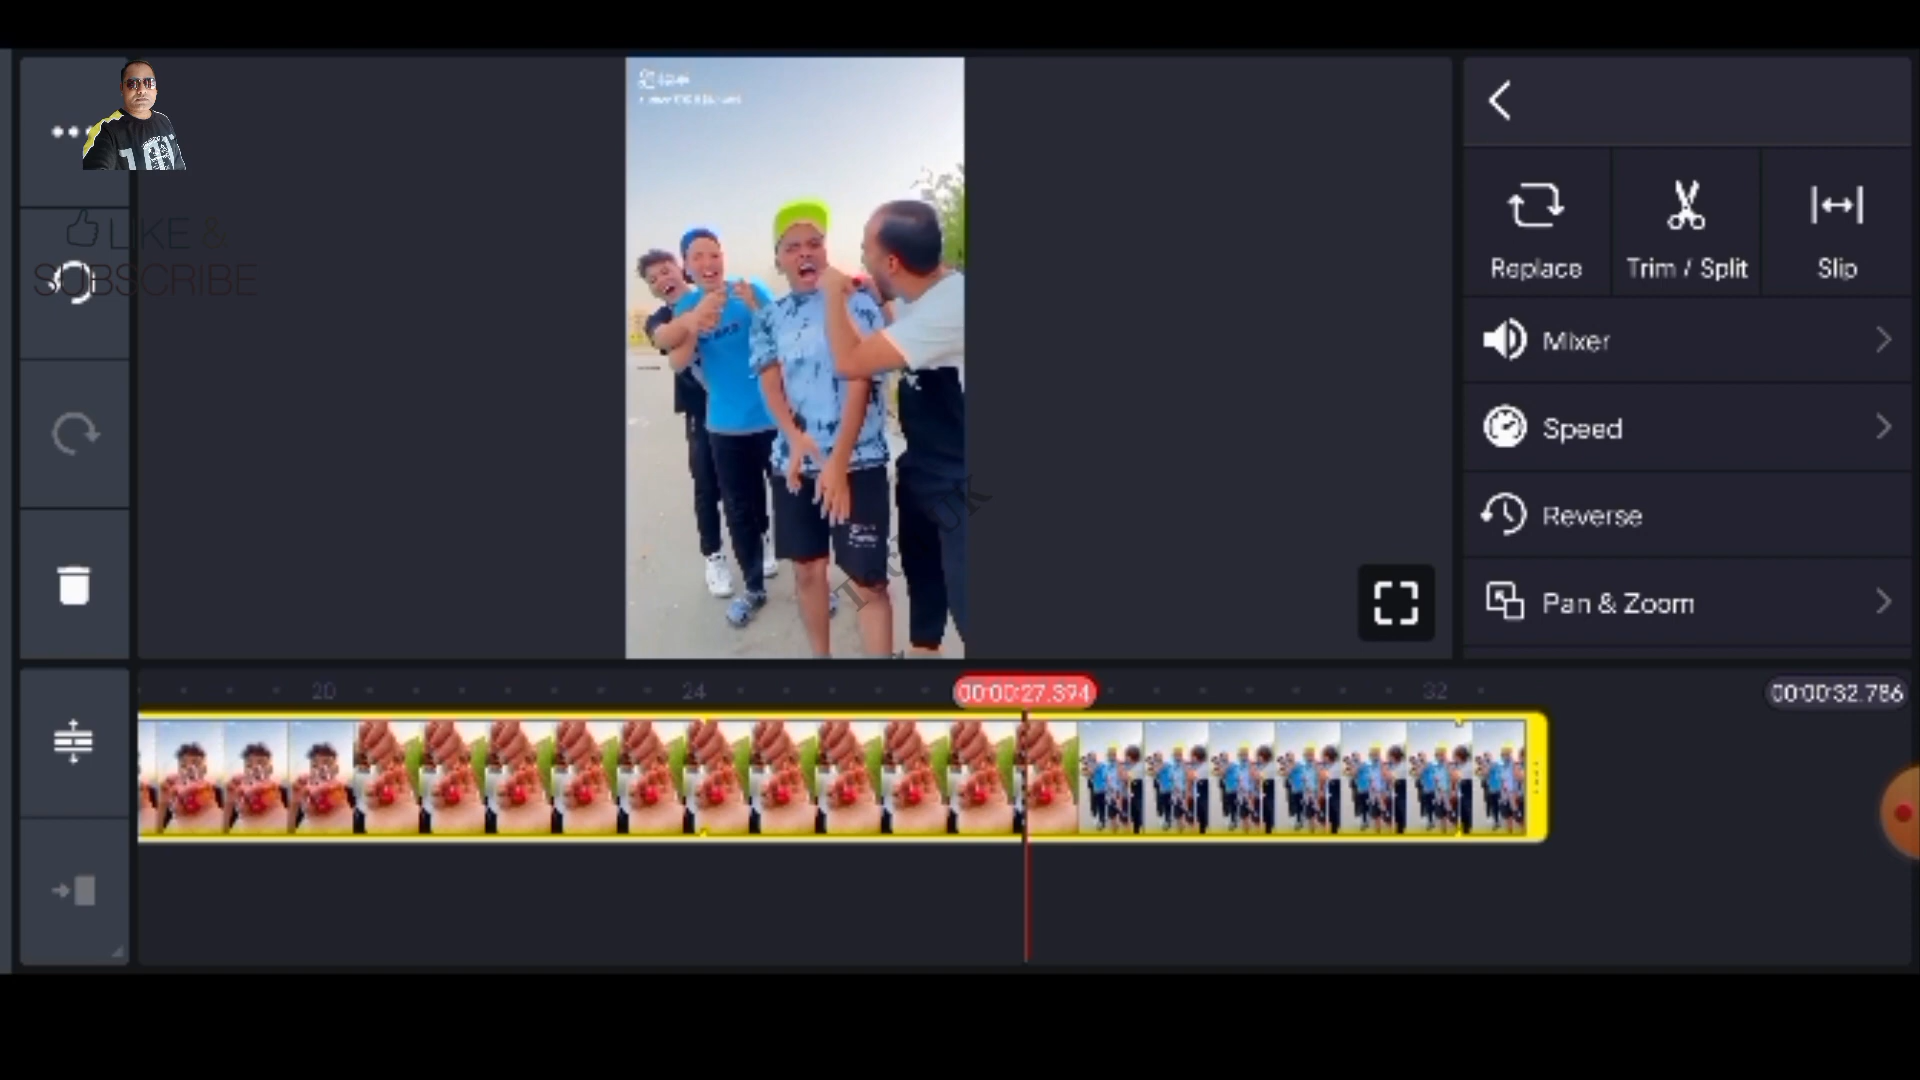 LIKE &
SUBSCRIBE
Replace
Trim / Split
Slip
Mixer
Speed
Reverse
Pan & Zoom
20
24
00:00:27.394
32
00:00:32.786